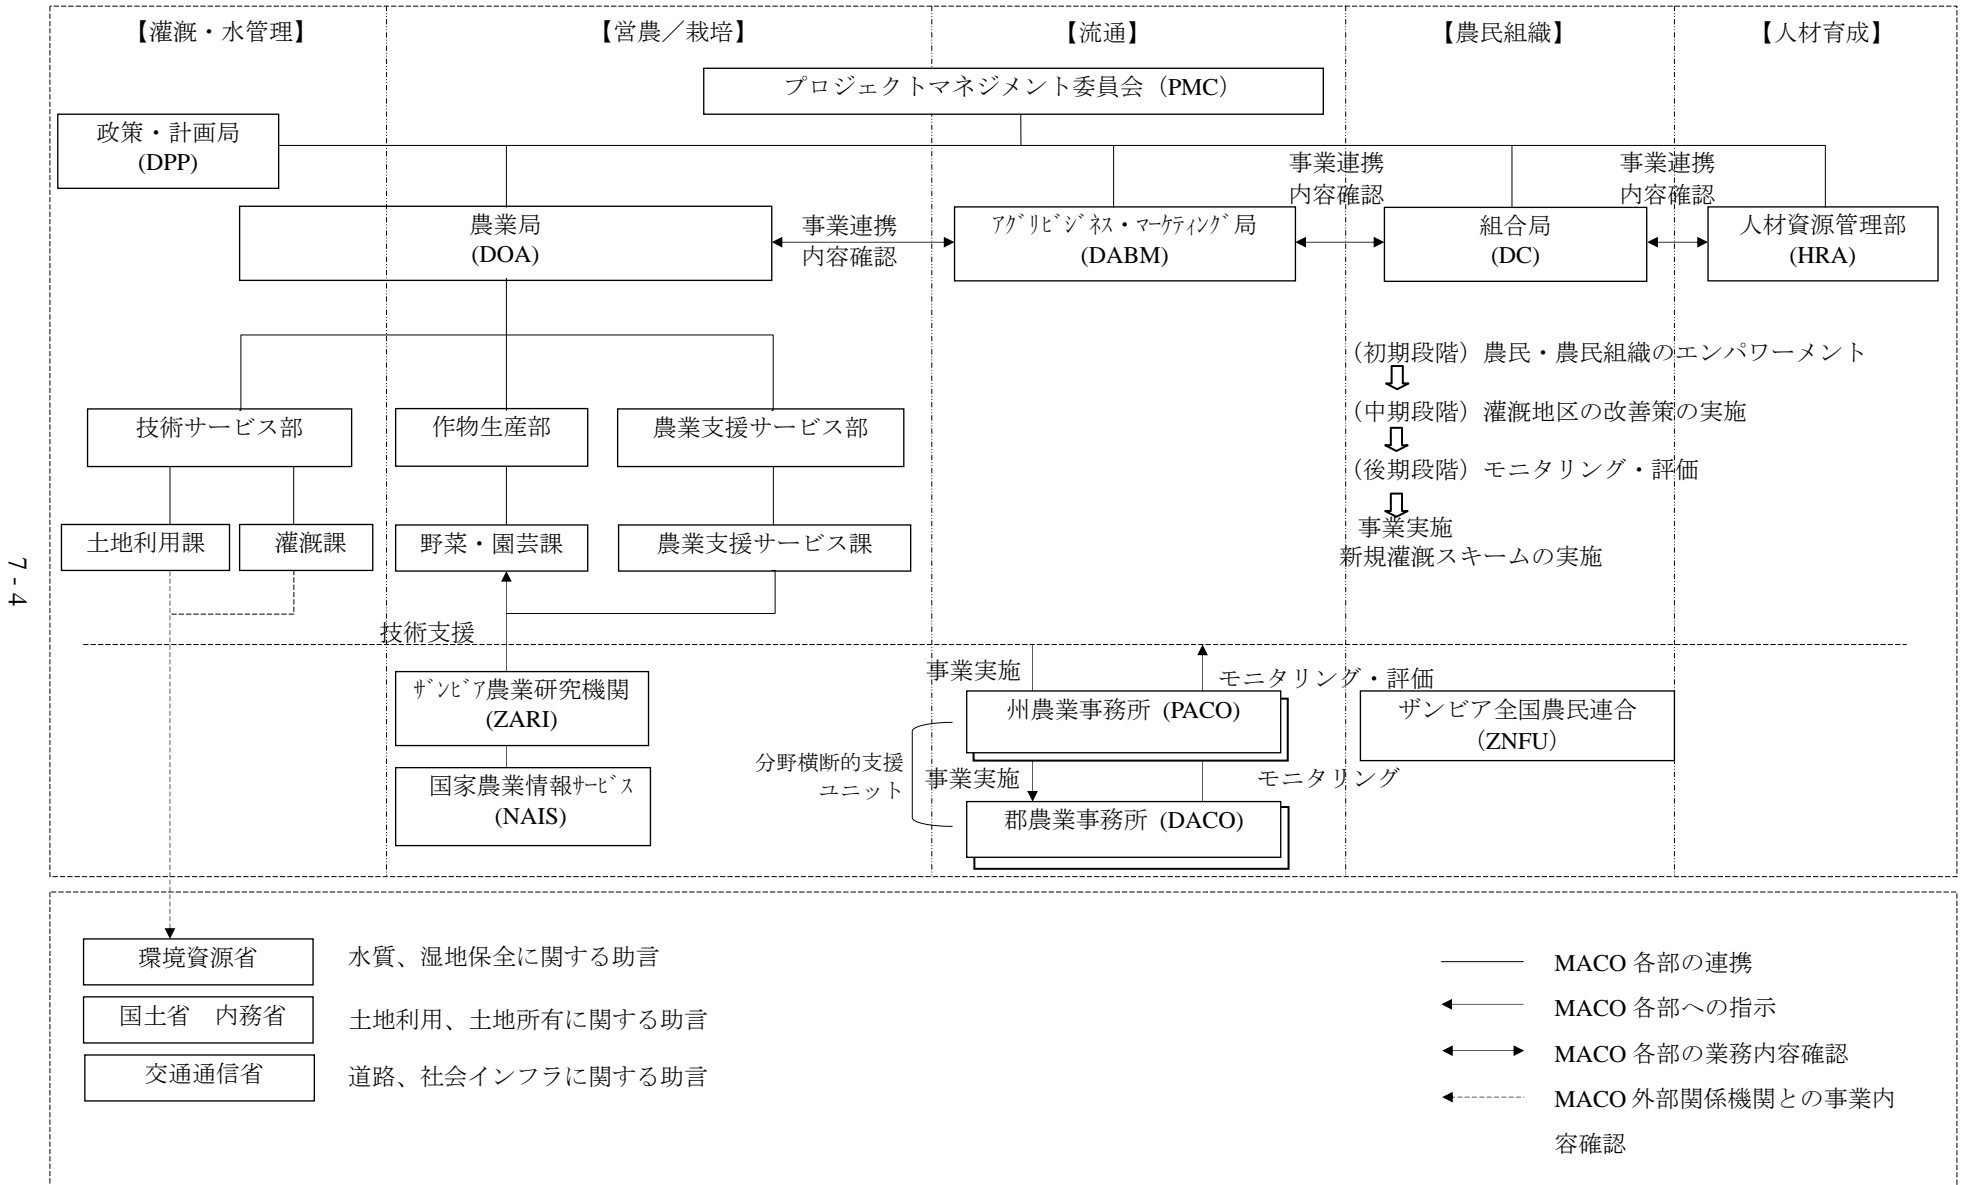 【灌漑・水管理】
【営農／栽培】
【流通】
【農民組織】
【人材育成】
プロジェクトマネジメント委員会（PMC）
政策・計画局
(DPP)
事業連携
内容確認
事業連携
内容確認
農業局
(DOA)
事業連携
内容確認
ｱｸﾞﾘﾋﾞｼﾞﾈｽ・ﾏｰｹﾃｨﾝｸﾞ局
(DABM)
組合局
(DC)
人材資源管理部
(HRA)
（初期段階）農民・農民組織のエンパワーメント
（中期段階）灌漑地区の改善策の実施
（後期段階）モニタリング・評価
事業実施
新規灌漑スキームの実施
技術サービス部
作物生産部
農業支援サービス部
土地利用課
灌漑課
野菜・園芸課
農業支援サービス課
技術支援
ｻﾞﾝﾋﾞｱ農業研究機関
(ZARI)
国家農業情報ｻｰﾋﾞｽ
(NAIS)
事業実施
モニタリング・評価
州農業事務所 (PACO)
分野横断的支援
ユニット
事業実施
モニタリング
郡農業事務所 (DACO)
ザンビア全国農民連合
（ZNFU）
環境資源省
水質、湿地保全に関する助言
国土省　内務省
土地利用、土地所有に関する助言
交通通信省
道路、社会インフラに関する助言
MACO 各部の連携
MACO 各部への指示
MACO 各部の業務内容確認
MACO 外部関係機関との事業内
容確認
7-4